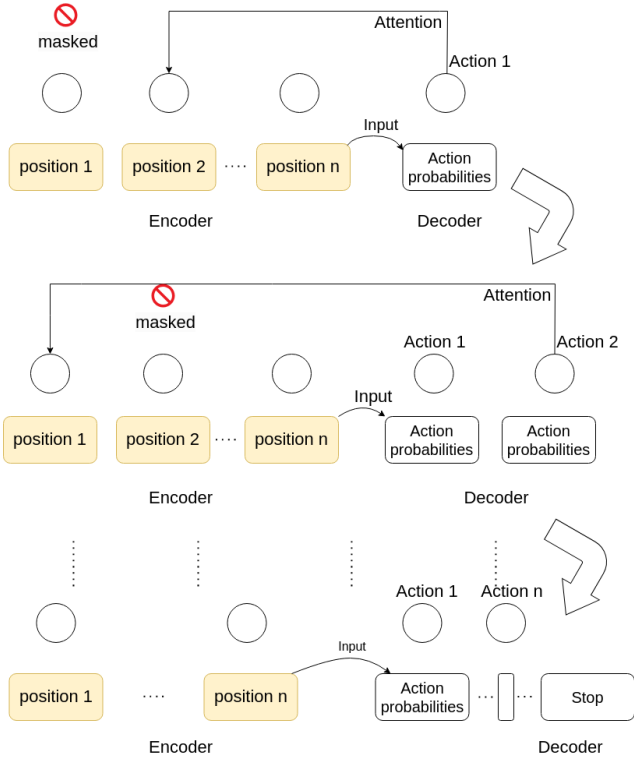 masked
Attention
Action 1
Input
position 1
position 2
....
position n
Action
probabilities
Encoder
Decoder
Attention
masked
Action 1
Action 2
Input
position 1
position 2
....
position n
Action
probabilities
Action
probabilities
Encoder
Decoder
Action 1
Action n
Input
position 1
....
position n
Action
probabilities
...
...
Stop
Encoder
Decoder